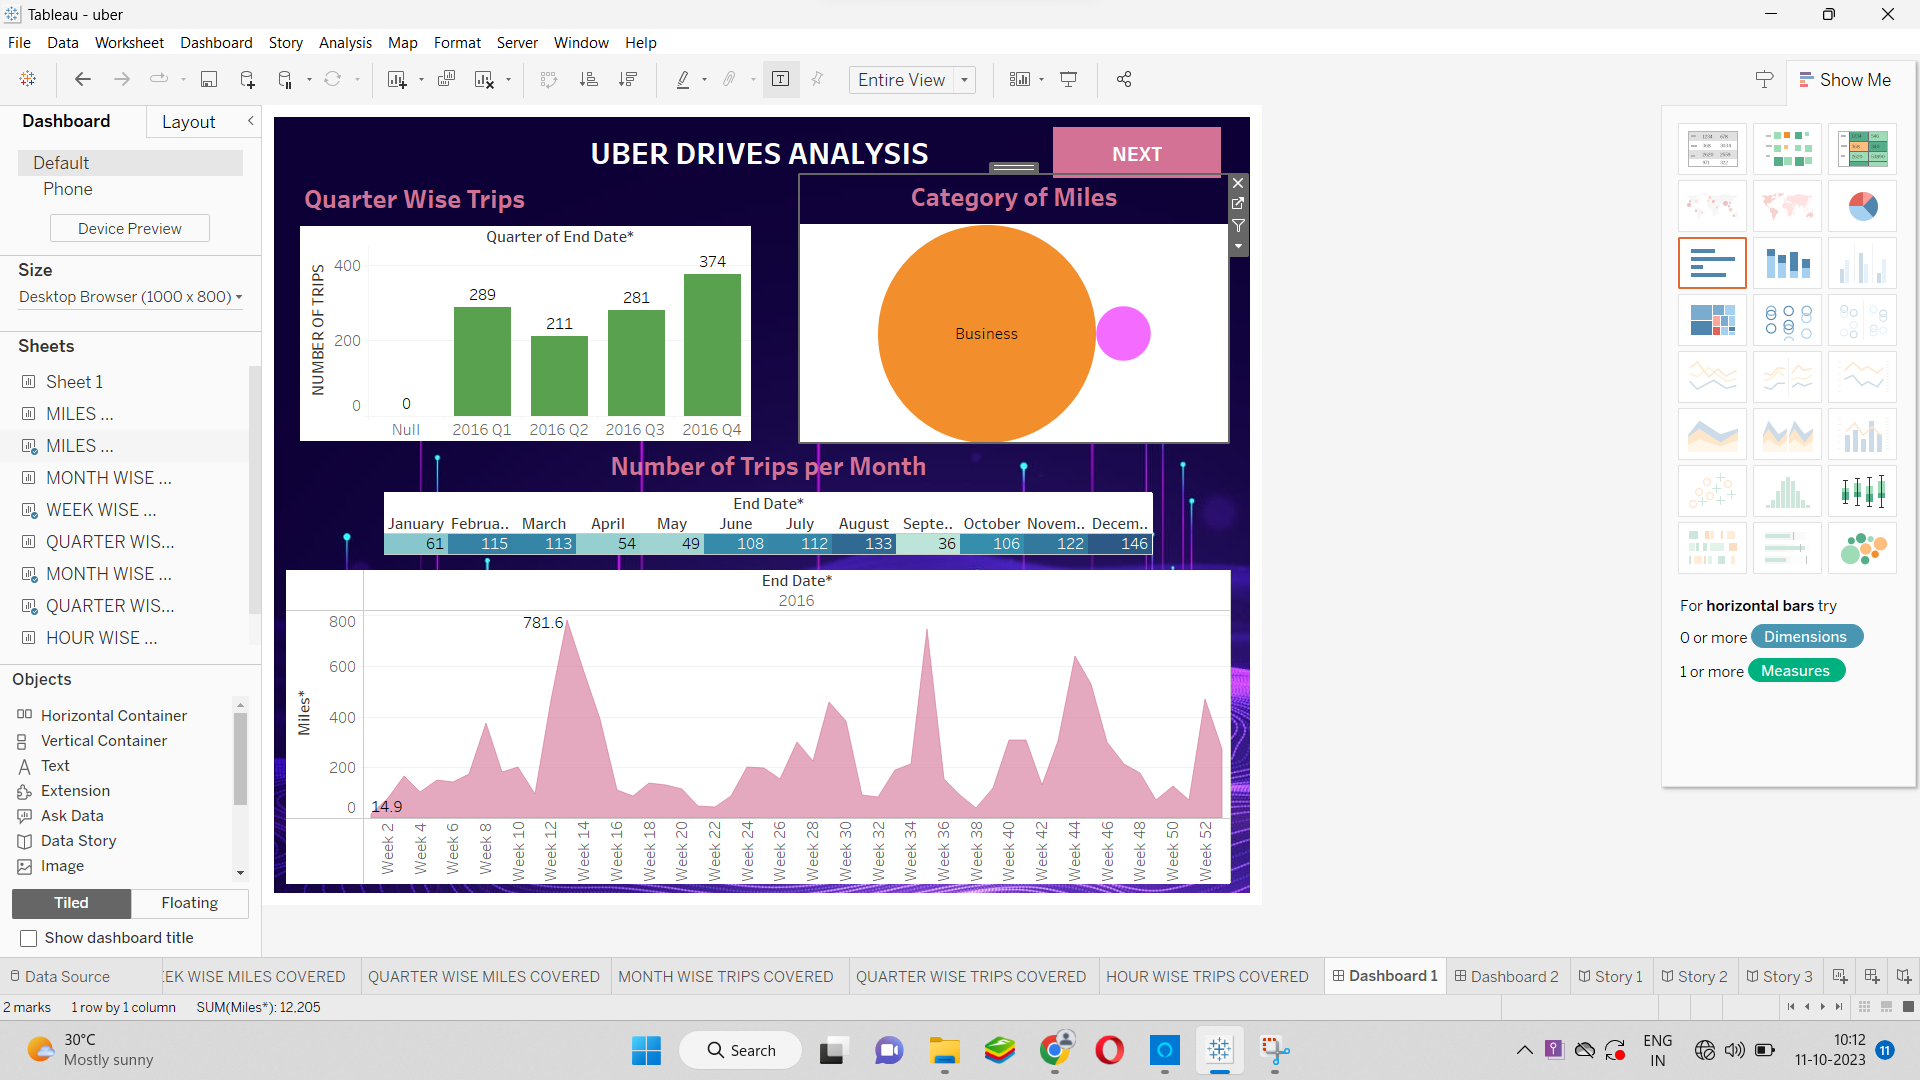 Tableau - uber
File Data Worksheet Dashboard Story Analysis Map Format Server Window Help
Entire View
Show Me
Dashboard Layout
Default
Phone
Device Preview
Size
Desktop Browser (1000 x 800)
Sheets
Sheet 1
MILES ...
MILES ...
MONTH WISE ...
WEEK WISE ...
QUARTER WIS...
MONTH WISE ...
QUARTER WIS...
HOUR WISE ...
Objects
Horizontal Container
Vertical Container
Text
Extension
Ask Data
Data Story
Image
Tiled Floating
Show dashboard title
UBER DRIVES ANALYSIS
NEXT
Quarter Wise Trips
Quarter of End Date*
NUMBER OF TRIPS
400
200
0
0
289
211
281
374
Null 2016 Q1 2016 Q2 2016 Q3 2016 Q4
Category of Miles
Business
Number of Trips per Month
End Date*
January Februa.. March April May June July August Septe.. October Novem.. Decem..
61 115 113 54 49 108 112 133 36 106 122 146
End Date*
2016
Miles*
800
600
400
200
0
781.6
14.9
Week 2 Week 4 Week 6 Week 8 Week 10 Week 12 Week 14 Week 16 Week 18 Week 20 Week 22 Week 24 Week 26 Week 28 Week 30 Week 32 Week 34 Week 36 Week 38 Week 40 Week 42 Week 44 Week 46 Week 48 Week 50 Week 52
For horizontal bars try
0 or more Dimensions
1 or more Measures
Data Source EK WISE MILES COVERED QUARTER WISE MILES COVERED MONTH WISE TRIPS COVERED QUARTER WISE TRIPS COVERED HOUR WISE TRIPS COVERED Dashboard 1 Dashboard 2 Story 1 Story 2 Story 3
2 marks 1 row by 1 column SUM(Miles*): 12,205
30°C
Mostly sunny
Search
ENG
IN
10:12
11-10-2023
11